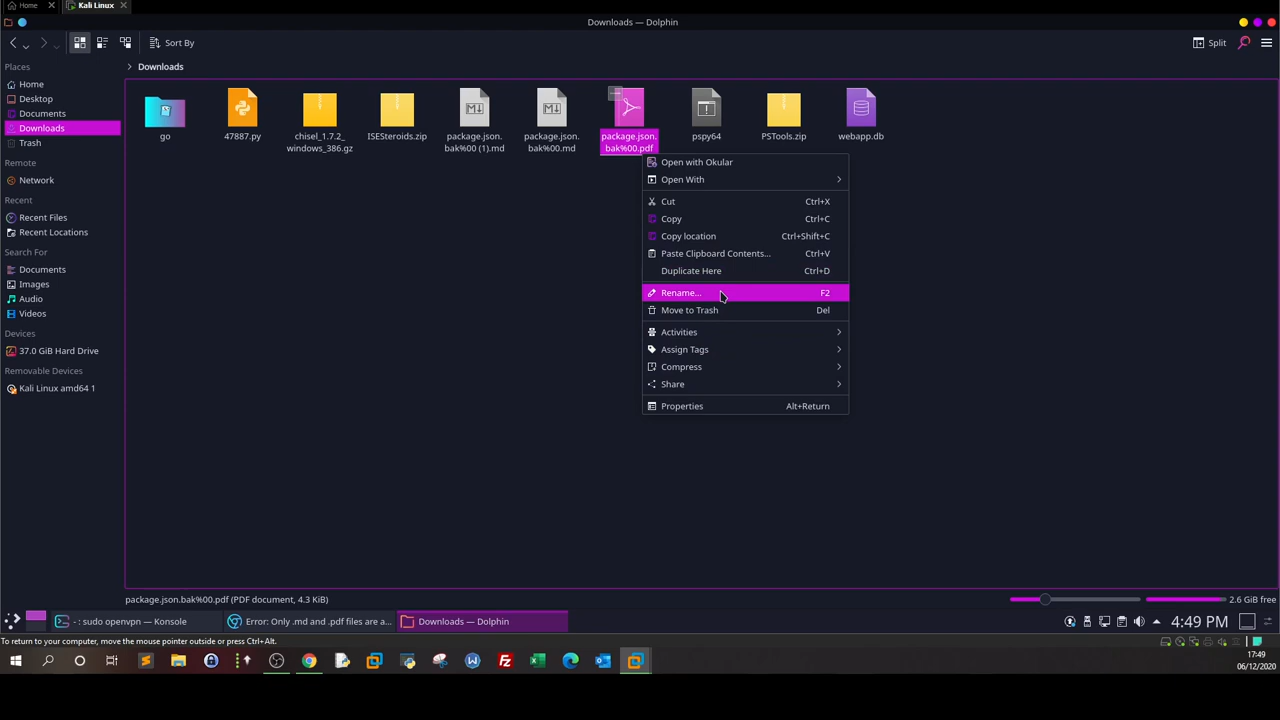 Home
Kali Linux
Downloads — Dolphin
Sort By
Split
Places
Home
Desktop
Documents
Downloads
Trash
Remote
Network
Recent
Recent Files
Recent Locations
Search For
Documents
Images
Audio
Videos
Devices
37.0 GiB Hard Drive
Removable Devices
Kali Linux amd64 1
Downloads
go
47887.py
chisel_1.7.2_
windows_386.gz
ISESteroids.zip
package.json.
bak%00 (1).md
package.json.
bak%00.md
package.json.
bak%00.pdf
pspy64
PSTools.zip
webapp.db
Open with Okular
Open With
Cut Ctrl+X
Copy Ctrl+C
Copy location Ctrl+Shift+C
Paste Clipboard Contents... Ctrl+V
Duplicate Here Ctrl+D
Rename... F2
Move to Trash Del
Activities
Assign Tags
Compress
Share
Properties Alt+Return
package.json.bak%00.pdf (PDF document, 4.3 KiB)
2.6 GiB free
- : sudo openvpn — Konsole
Error: Only .md and .pdf files are a...
Downloads — Dolphin
4:49 PM
To return to your computer, move the mouse pointer outside or press Ctrl+Alt.
17:49
06/12/2020